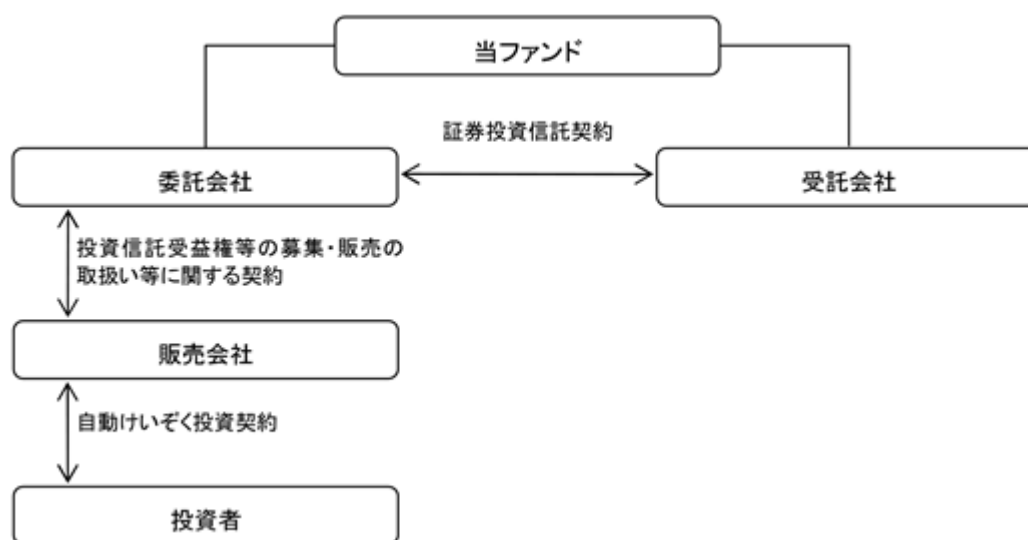 当ファンド
証券投資信託契約
委託会社
受託会社
投資信託受益権等の募集・販売の
取扱い等に関する契約
販売会社
自動けいぞく投資契約
投資者